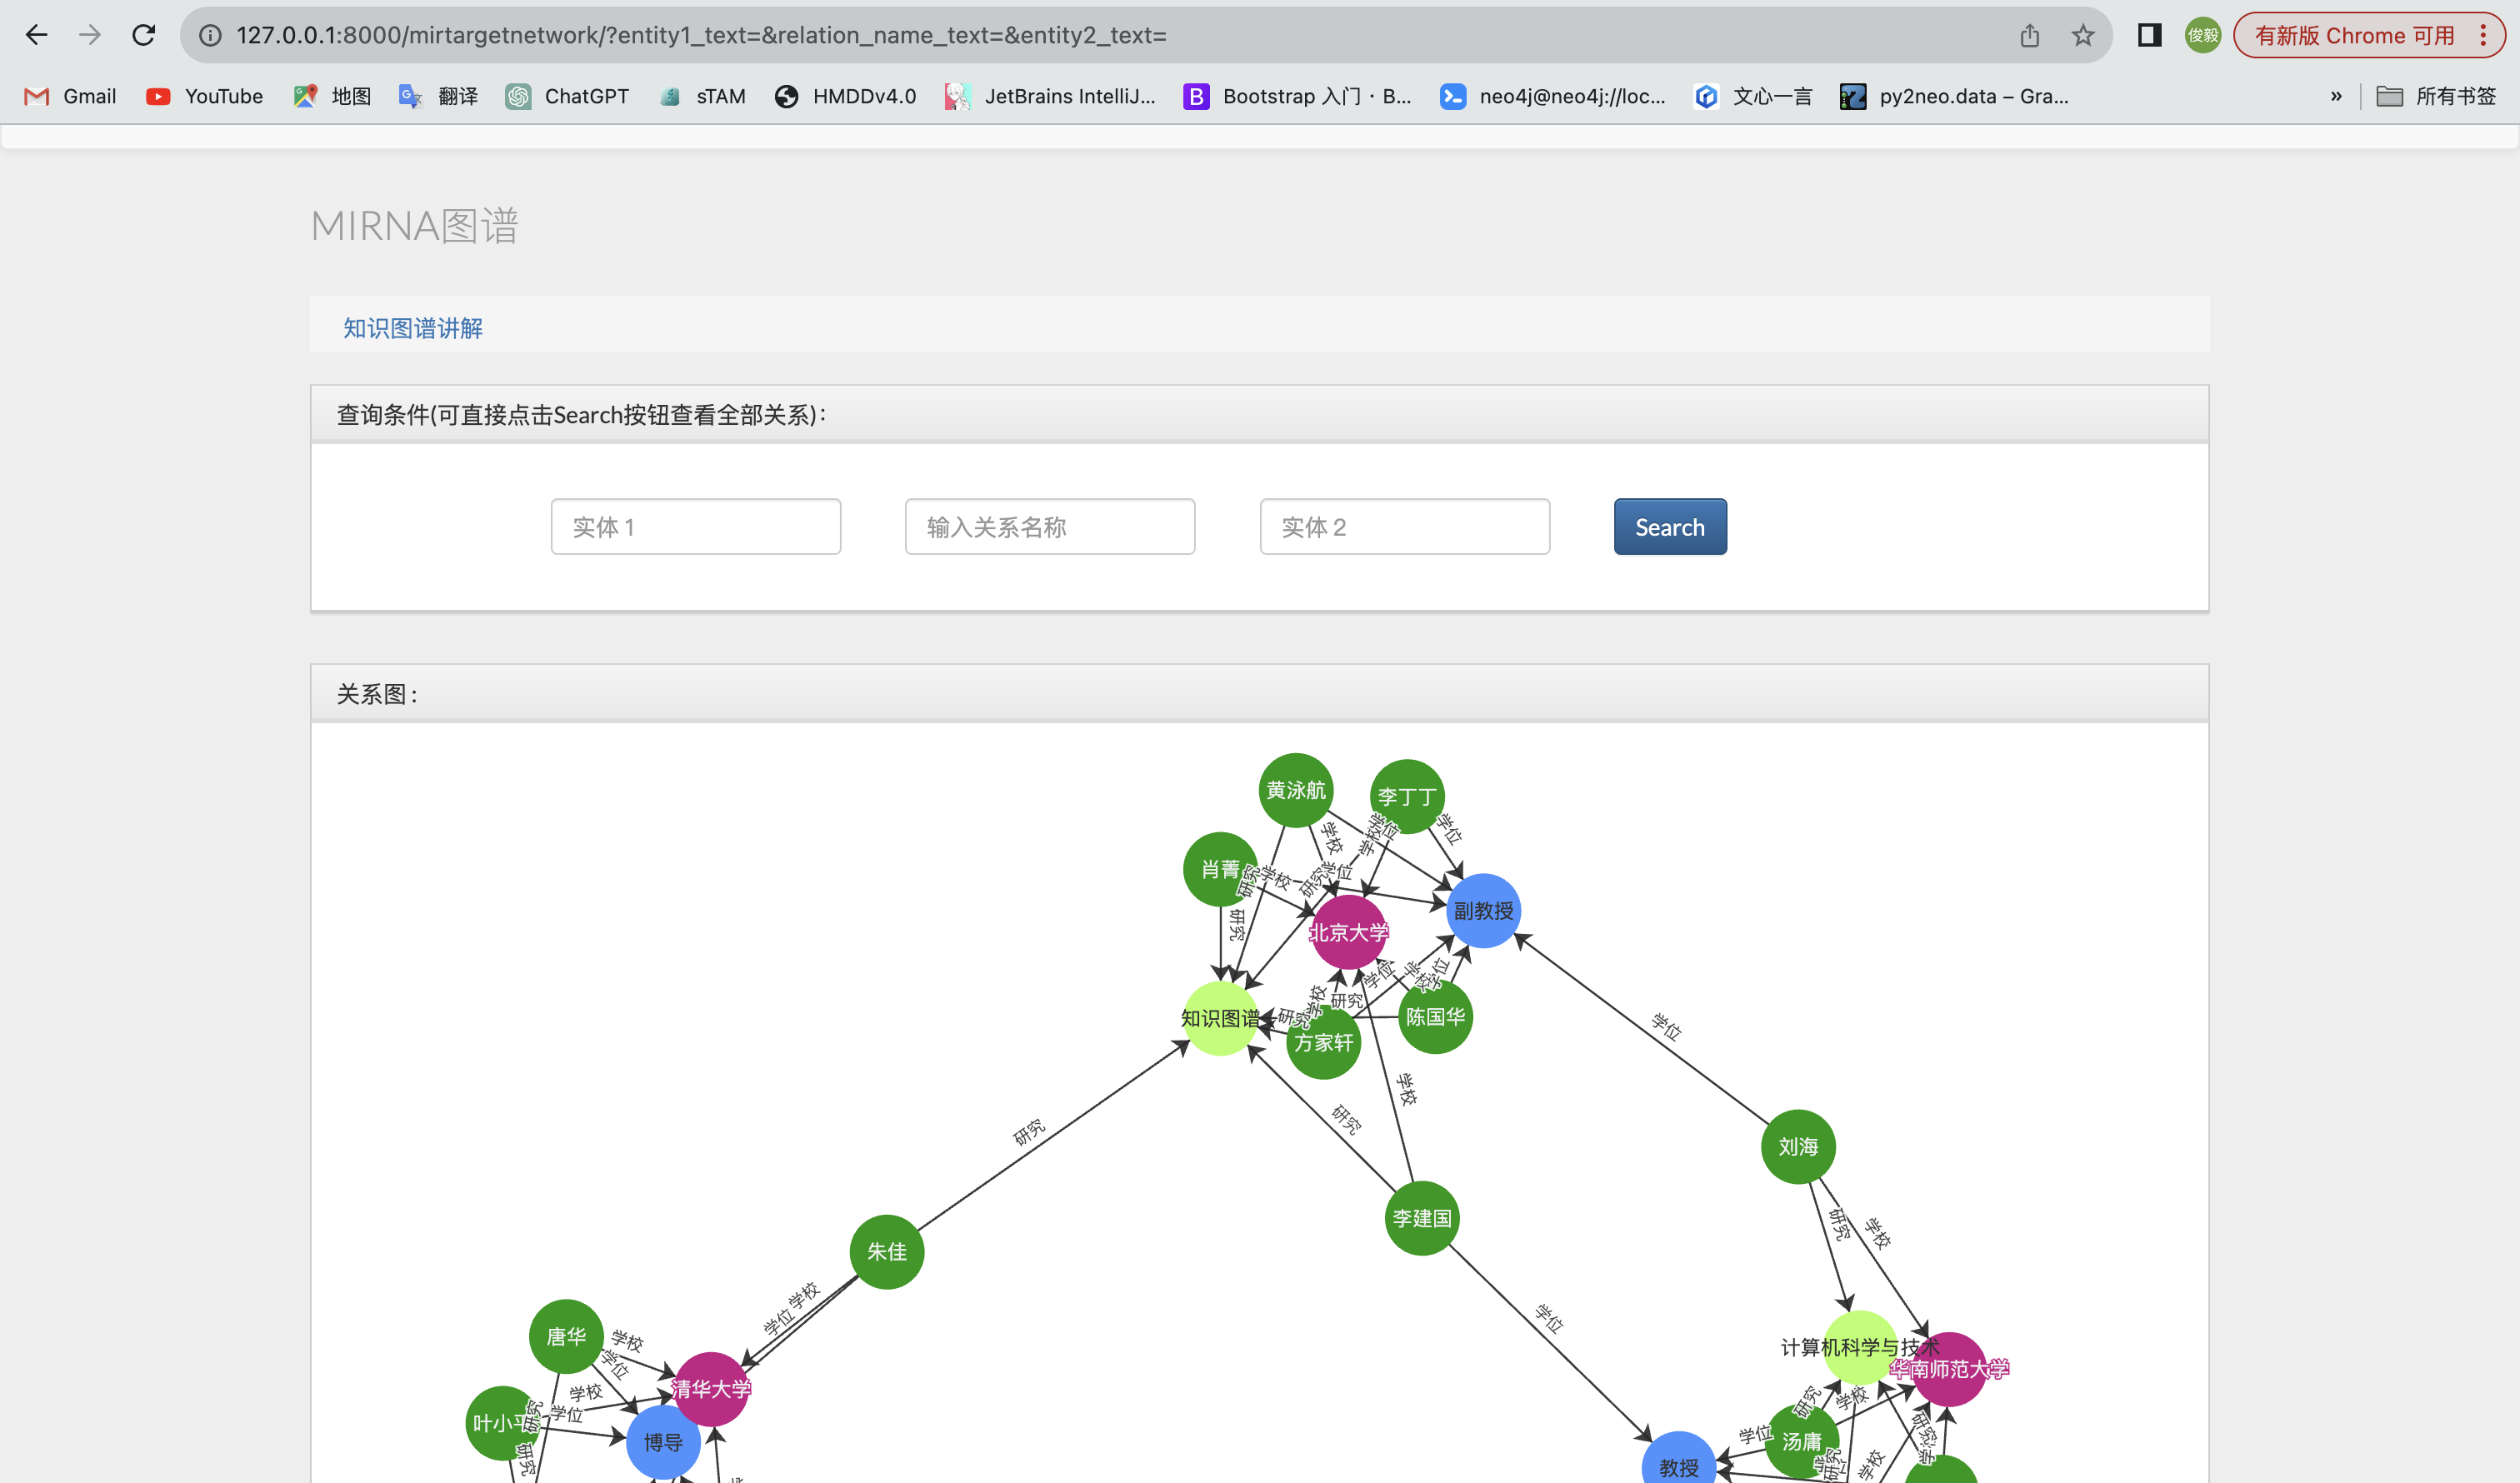 127.0.0.1:8000/mirtargetnetwork/?entity1_text=&relation_name_text=&entity2_text=
俊毅
有新版 Chrome 可用
Gmail
YouTube
地图
翻译
ChatGPT
sTAM
HMDDv4.0
JetBrains IntelliJ...
Bootstrap 入门 · B...
neo4j@neo4j://loc...
文心一言
py2neo.data – Gra...
»
所有书签
MIRNA图谱
知识图谱讲解
查询条件(可直接点击Search按钮查看全部关系):
实体 1
输入关系名称
实体 2
Search
关系图 :
黄泳航
李丁丁
学校
学位
学校
学位
肖菁
研究
学校
研究
学位
研究
副教授
北京大学
学位
学校
学位
学校
研究
研究
知识图谱
陈国华
方家轩
学位
学校
研究
研究
刘海
李建国
研究
学校
朱佳
学位
学校
学位
唐华
学校
学位
计算机科学与技术
华南师范大学
清华大学
学校
学位
研究
叶小平
研究
博导
研究
学校
学位
汤庸
研究
研究
学校
教授